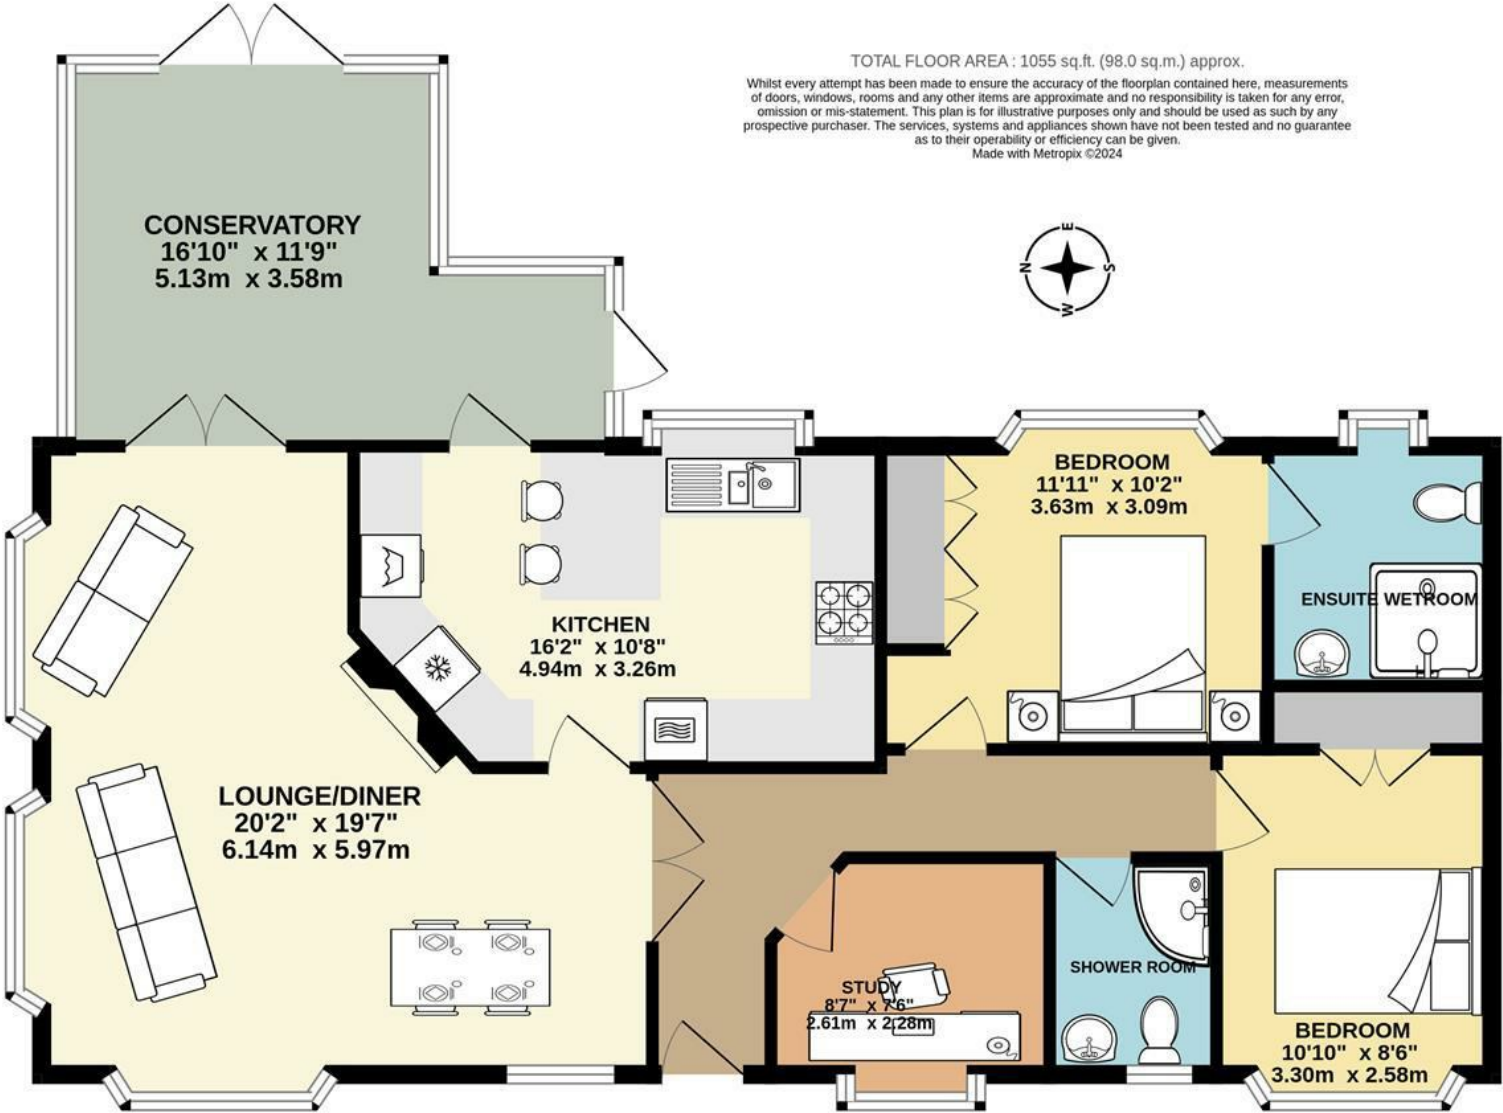 TOTAL FLOOR AREA : 1055 sq.ft. (98.0 sq.m.) approx.
Whilst every attempt has been made to ensure the accuracy of the floorplan contained here, measurements
of doors, windows, rooms and any other items are approximate and no responsibility is taken for any error,
omission or mis-statement. This plan is for illustrative purposes only and should be used as such by any
prospective purchaser. The services, systems and appliances shown have not been tested and no guarantee
as to their operability or efficiency can be given.
Made with Metropix ©2024
CONSERVATORY
16'10" x 11'9"
5.13m x 3.58m
E
N
S
W
BEDROOM
11'11" x 10'2"
3.63m x 3.09m
ENSUITE WETROOM
KITCHEN
16'2" x 10'8"
4.94m x 3.26m
LOUNGE/DINER
20'2" x 19'7"
6.14m x 5.97m
SHOWER ROOM
STUDY
8'7" x 7'6"
2.61m x 2.28m
BEDROOM
10'10" x 8'6"
3.30m x 2.58m